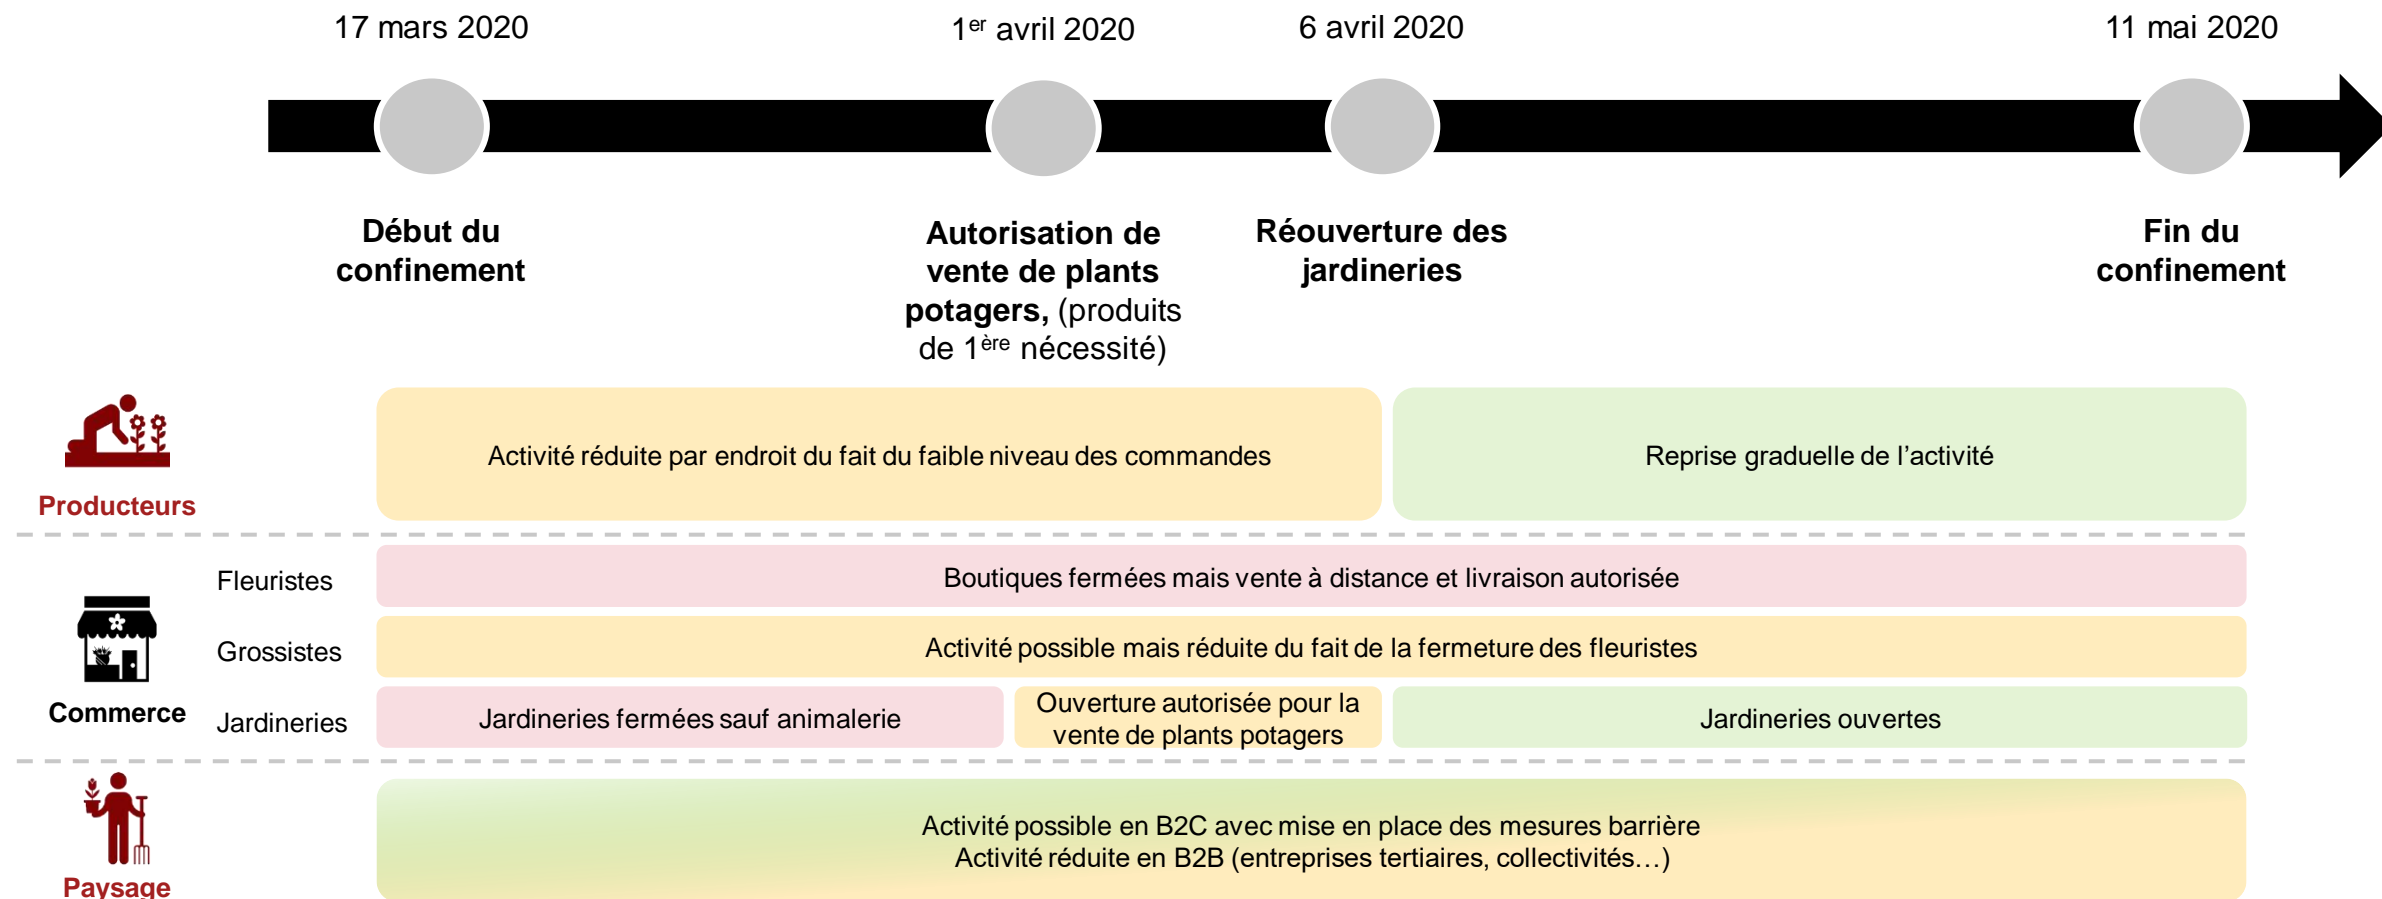 17 mars 2020
1er avril 2020
6 avril 2020
11 mai 2020
Début du
confinement
Autorisation de
vente de plants
potagers, (produits
de 1ère nécessité)
Réouverture des
jardineries
Fin du
confinement
Producteurs
Activité réduite par endroit du fait du faible niveau des commandes
Reprise graduelle de l’activité
Commerce
Fleuristes
Boutiques fermées mais vente à distance et livraison autorisée
Grossistes
Activité possible mais réduite du fait de la fermeture des fleuristes
Jardineries
Jardineries fermées sauf animalerie
Ouverture autorisée pour la
vente de plants potagers
Jardineries ouvertes
Paysage
Activité possible en B2C avec mise en place des mesures barrière
Activité réduite en B2B (entreprises tertiaires, collectivités…)